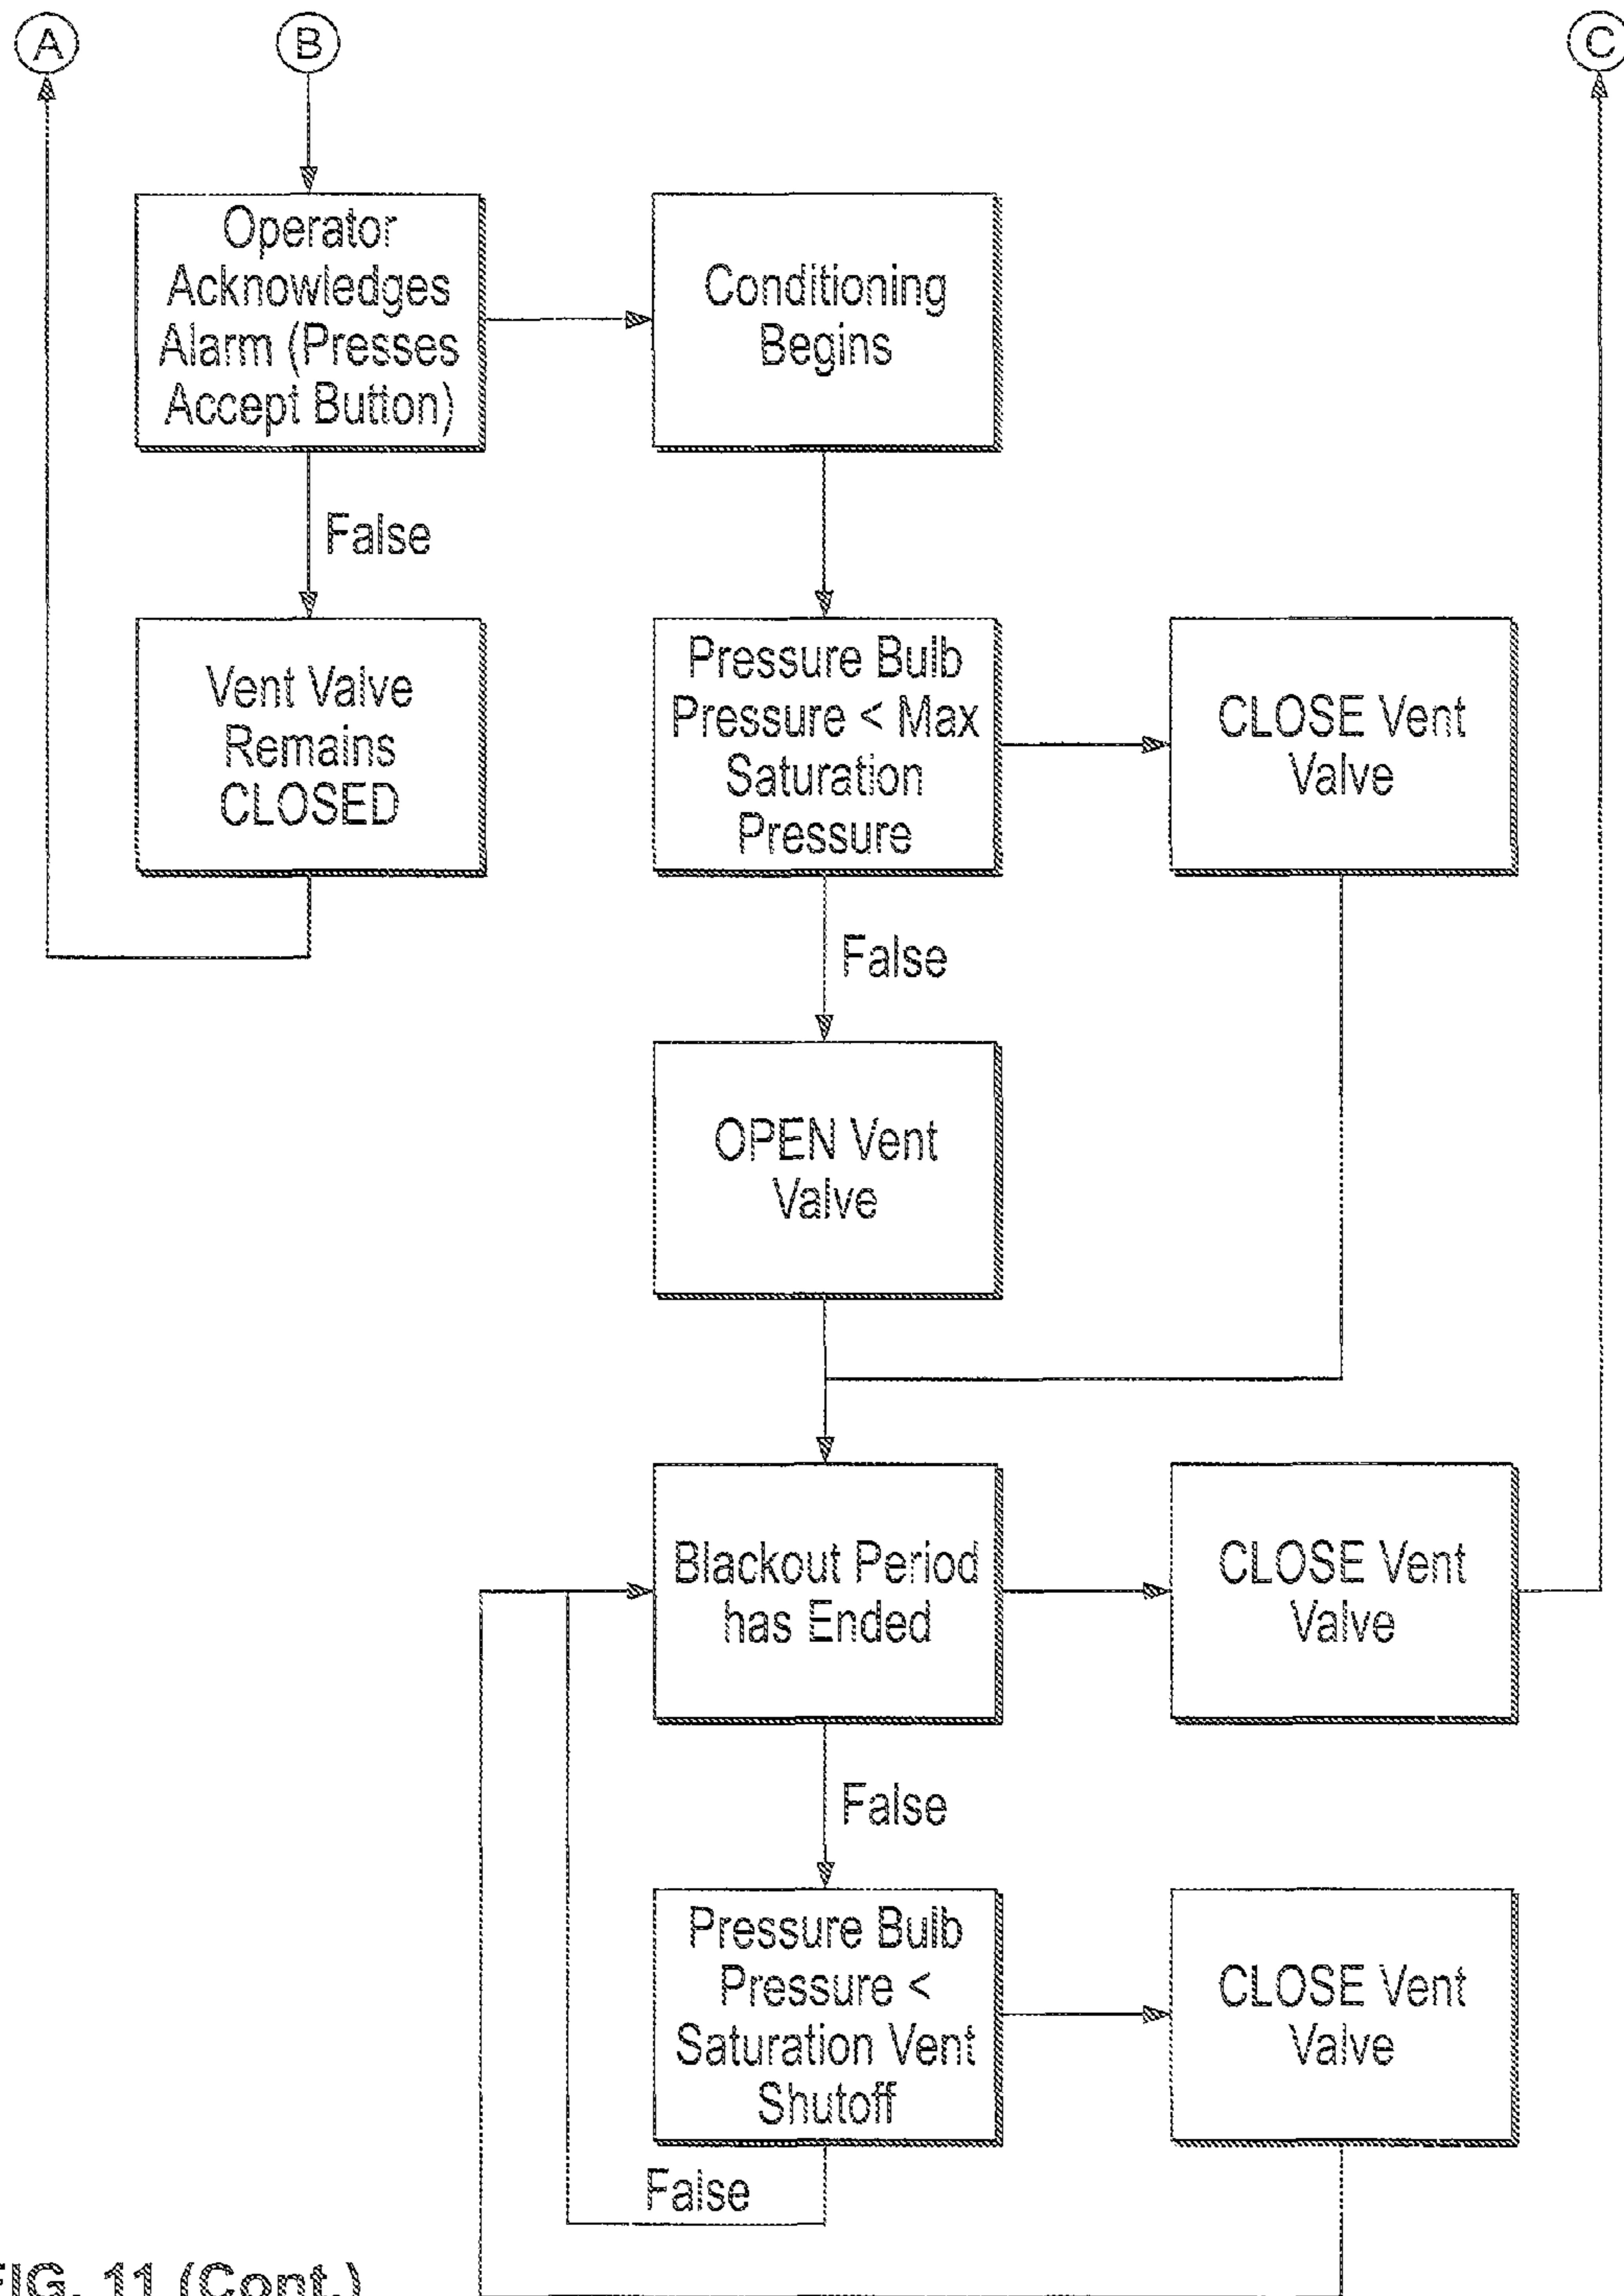 A
B
C
Operator
Acknowledges
Alarm (Presses
Accept Button)
Conditioning
Begins
False
Vent Valve
Remains
CLOSED
Pressure Bulb
Pressure < Max
Saturation
Pressure
CLOSE Vent
Valve
False
OPEN Vent
Valve
Blackout Period
has Ended
CLOSE Vent
Valve
False
Pressure Bulb
Pressure <
Saturation Vent
Shutoff
CLOSE Vent
Valve
False
FIG. 11 (Cont.)